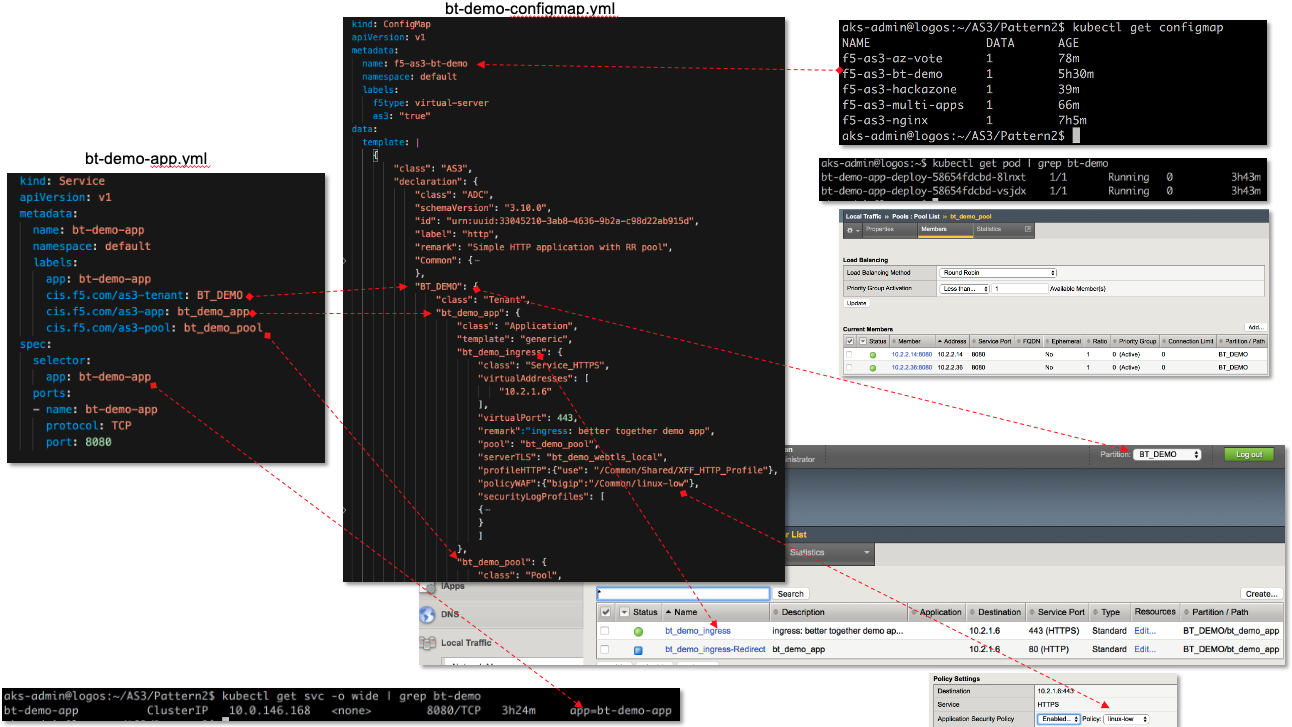 bt-demo-configmap.yml
kind: ConfigMap
apiVersion: v1
metadata:
name: f5-as3-bt-demo
namespace: default
labels:
f5type: virtual-server
as3: "true"
data:
template: |
{
"class": "AS3",
"declaration": {
"class": "ADC",
"schemaVersion": "3.10.0",
"id": "urn:uuid:33045210-3ab8-4636-9b2a-c98d22ab915d",
"label": "http",
"remark": "Simple HTTP application with RR pool",
"Common": {⋯
},
"BT_DEMO": {
"class": "Tenant",
"bt_demo_app": {
"class": "Application",
"template": "generic",
"bt_demo_ingress": {
"class": "Service_HTTPS",
"virtualAddresses": [
"10.2.1.6"
],
"virtualPort": 443,
"remark":"ingress: better together demo app",
"pool": "bt_demo_pool",
"serverTLS": "bt_demo_webtls_local",
"profileHTTP":{"use": "/Common/Shared/XFF_HTTP_Profile"},
"policyWAF":{"bigip":"/Common/linux-low"},
"securityLogProfiles": [
{⋯
}
]
},
"bt_demo_pool": {
"class": "Pool",
bt-demo-app.yml
kind: Service
apiVersion: v1
metadata:
name: bt-demo-app
namespace: default
labels:
app: bt-demo-app
cis.f5.com/as3-tenant: BT_DEMO
cis.f5.com/as3-app: bt_demo_app
cis.f5.com/as3-pool: bt_demo_pool
spec:
selector:
app: bt-demo-app
ports:
- name: bt-demo-app
protocol: TCP
port: 8080
aks-admin@logos:~/AS3/Pattern2$ kubectl get configmap
NAME DATA AGE
f5-as3-az-vote 1 78m
f5-as3-bt-demo 1 5h30m
f5-as3-hackazone 1 39m
f5-as3-multi-apps 1 66m
f5-as3-nginx 1 7h5m
aks-admin@logos:~/AS3/Pattern2$
aks-admin@logos:~$ kubectl get pod | grep bt-demo
bt-demo-app-deploy-58654fdcbd-8lnxt 1/1 Running 0 3h43m
bt-demo-app-deploy-58654fdcbd-vsjdx 1/1 Running 0 3h43m
Local Traffic » Pools : Pool List » bt_demo_pool
Properties Members Statistics
Load Balancing
Load Balancing Method Round Robin
Priority Group Activation Less than... 1 Available Member(s)
Update
Current Members Add...
Status Member Address Service Port FQDN Ephemeral Ratio Priority Group Connection Limit Partition / Path
10.2.2.14:8080 10.2.2.14 8080 No 1 0 (Active) 0 BT_DEMO
10.2.2.36:8080 10.2.2.36 8080 No 1 0 (Active) 0 BT_DEMO
Partition: BT_DEMO Log out
r List
Statistics
iApps
DNS
Local Traffic
* Search Create...
Status Name Description Application Destination Service Port Type Resources Partition / Path
bt_demo_ingress ingress: better together demo ap... 10.2.1.6 443 (HTTPS) Standard Edit... BT_DEMO/bt_demo_app
bt_demo_ingress-Redirect bt_demo_app 10.2.1.6 80 (HTTP) Standard Edit... BT_DEMO/bt_demo_app
Policy Settings
Destination 10.2.1.6:443
Service HTTPS
Application Security Policy Enabled... Policy: linux-low
aks-admin@logos:~/AS3/Pattern2$ kubectl get svc -o wide | grep bt-demo
bt-demo-app ClusterIP 10.0.146.168 <none> 8080/TCP 3h24m app=bt-demo-app